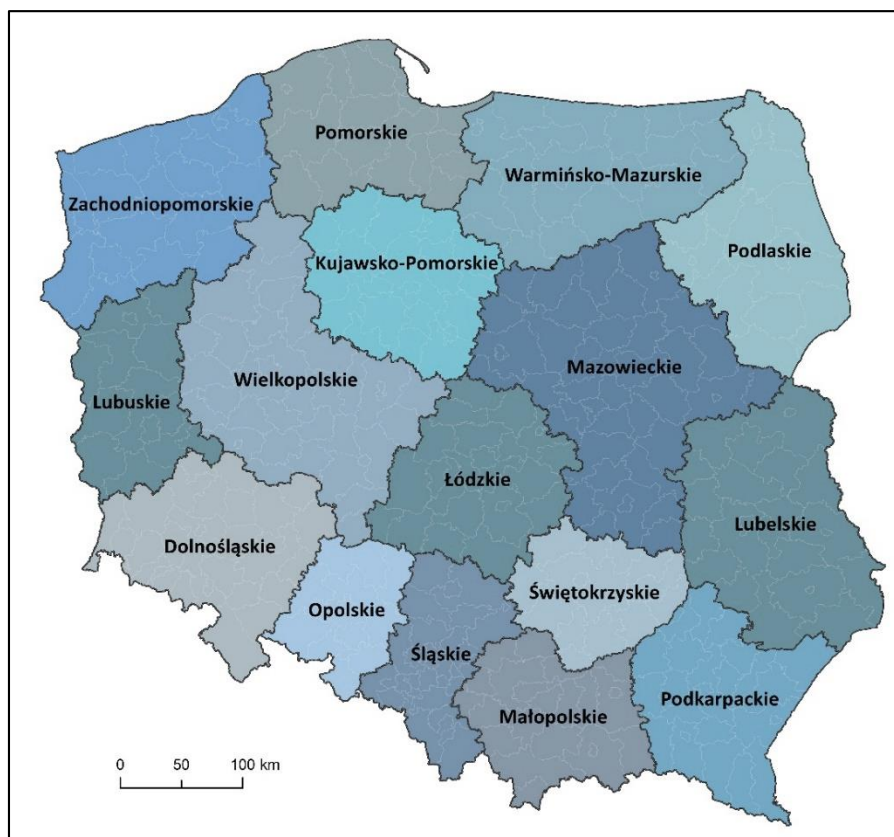 Pomorskie
Warmińsko-Mazurskie
Zachodniopomorskie
Podlaskie
Kujawsko-Pomorskie
Mazowieckie
Wielkopolskie
Lubuskie
Łódzkie
Lubelskie
Dolnośląskie
Świętokrzyskie
Opolskie
Śląskie
Podkarpackie
Małopolskie
0 50 100 km